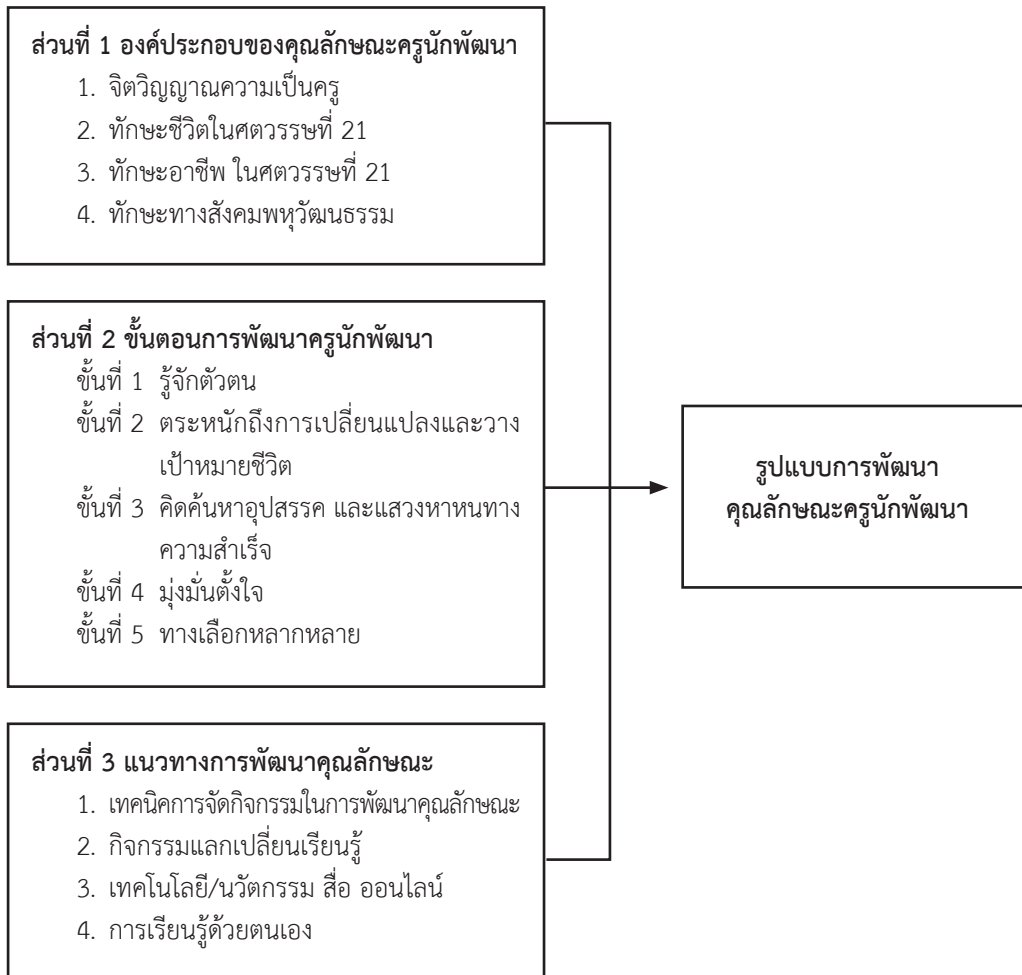 ส่วนที่ 1 องค์ประกอบของคุณลักษณะครูนักพัฒนา
1. จิตวิญญาณความเป็นครู
2. ทักษะชีวิตในศตวรรษที่ 21
3. ทักษะอาชีพ ในศตวรรษที่ 21
4. ทักษะทางสังคมพหุวัฒนธรรม
ส่วนที่ 2 ขั้นตอนการพัฒนาครูนักพัฒนา
ขั้นที่ 1 รู้จักตัวตน
ขั้นที่ 2 ตระหนักถึงการเปลี่ยนแปลงและวาง
เป้าหมายชีวิต
ขั้นที่ 3 คิดค้นหาอุปสรรค และแสวงหาหนทาง
ความสำเร็จ
ขั้นที่ 4 มุ่งมั่นตั้งใจ
ขั้นที่ 5 ทางเลือกหลากหลาย
ส่วนที่ 3 แนวทางการพัฒนาคุณลักษณะ
1. เทคนิคการจัดกิจกรรมในการพัฒนาคุณลักษณะ
2. กิจกรรมแลกเปลี่ยนเรียนรู้
3. เทคโนโลยี/นวัตกรรม สื่อ ออนไลน์
4. การเรียนรู้ด้วยตนเอง
รูปแบบการพัฒนา
คุณลักษณะครูนักพัฒนา